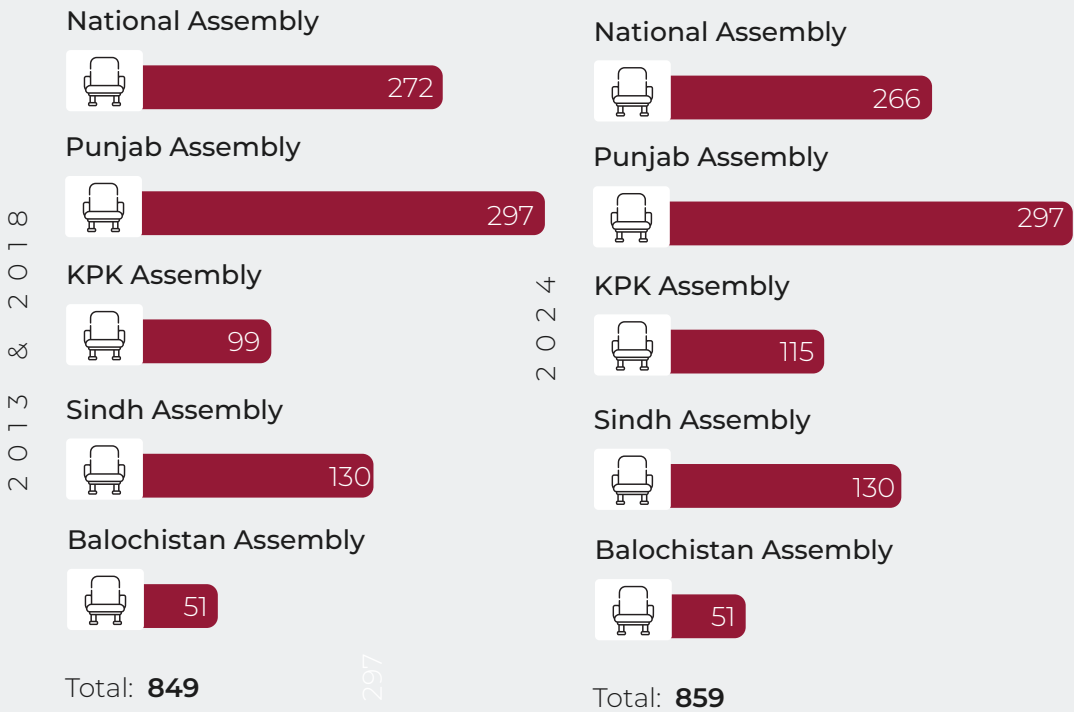 2013 & 2018
National Assembly
272
Punjab Assembly
297
KPK Assembly
99
Sindh Assembly
130
Balochistan Assembly
51
Total: 849
297
2024
National Assembly
266
Punjab Assembly
297
KPK Assembly
115
Sindh Assembly
130
Balochistan Assembly
51
Total: 859